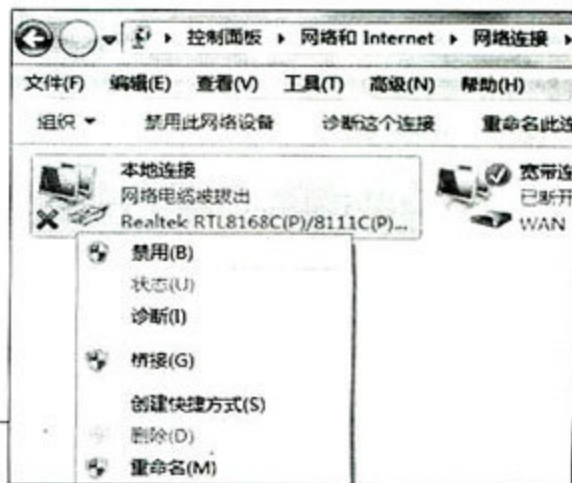 控制面板 ▸ 网络和 Internet ▸ 网络连接 ▸
文件(F) 编辑(E) 查看(V) 工具(T) 高级(N) 帮助(H)
组织 禁用此网络设备 诊断这个连接 重命名此连
本地连接
网络电缆被拔出
Realtek RTL8168C(P)/8111C(P)...
宽带连
已断开
WAN
禁用(B)
状态(U)
诊断(I)
桥接(G)
创建快捷方式(S)
删除(D)
重命名(M)